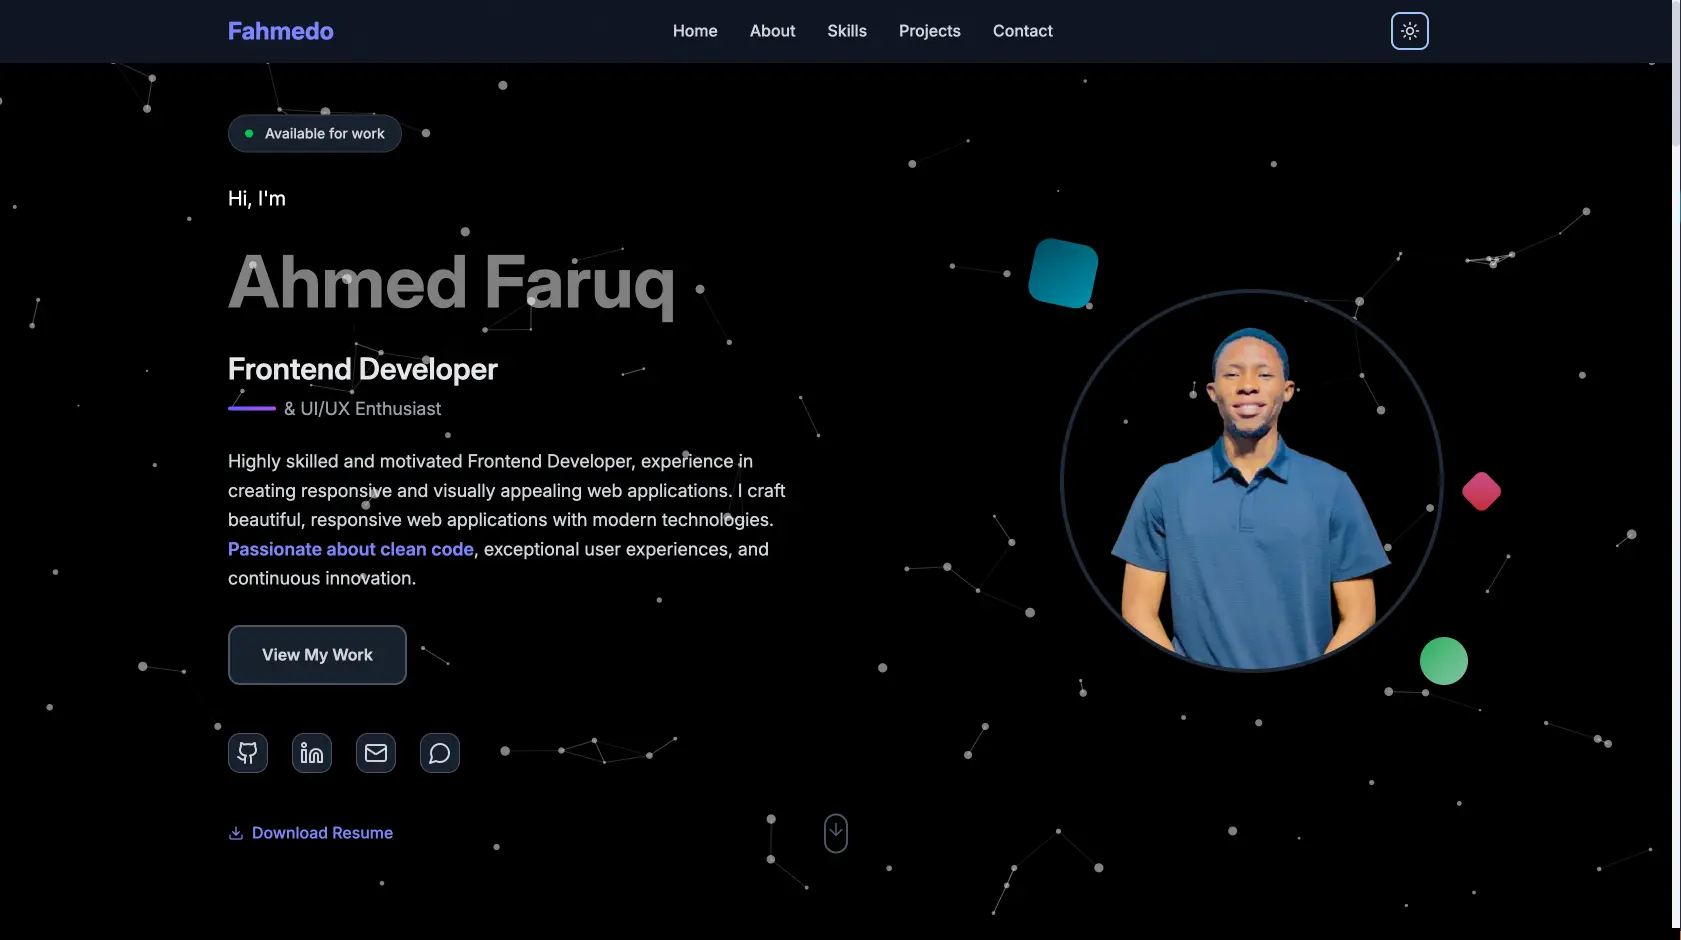 Fahmedo
Home
About
Skills
Projects
Contact
Available for work
Hi, I'm
Ahmed Faruq
Frontend Developer
& UI/UX Enthusiast
Highly skilled and motivated Frontend Developer, experience in
creating responsive and visually appealing web applications. I craft
beautiful, responsive web applications with modern technologies.
Passionate about clean code, exceptional user experiences, and
continuous innovation.
View My Work
Download Resume